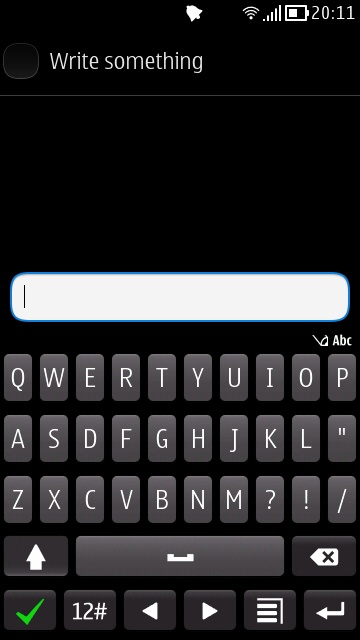 20:11
Write something
Abc
Q W E R T Y U I O P
A S D F G H J K L "
Z X C V B N M ? ! /
12#